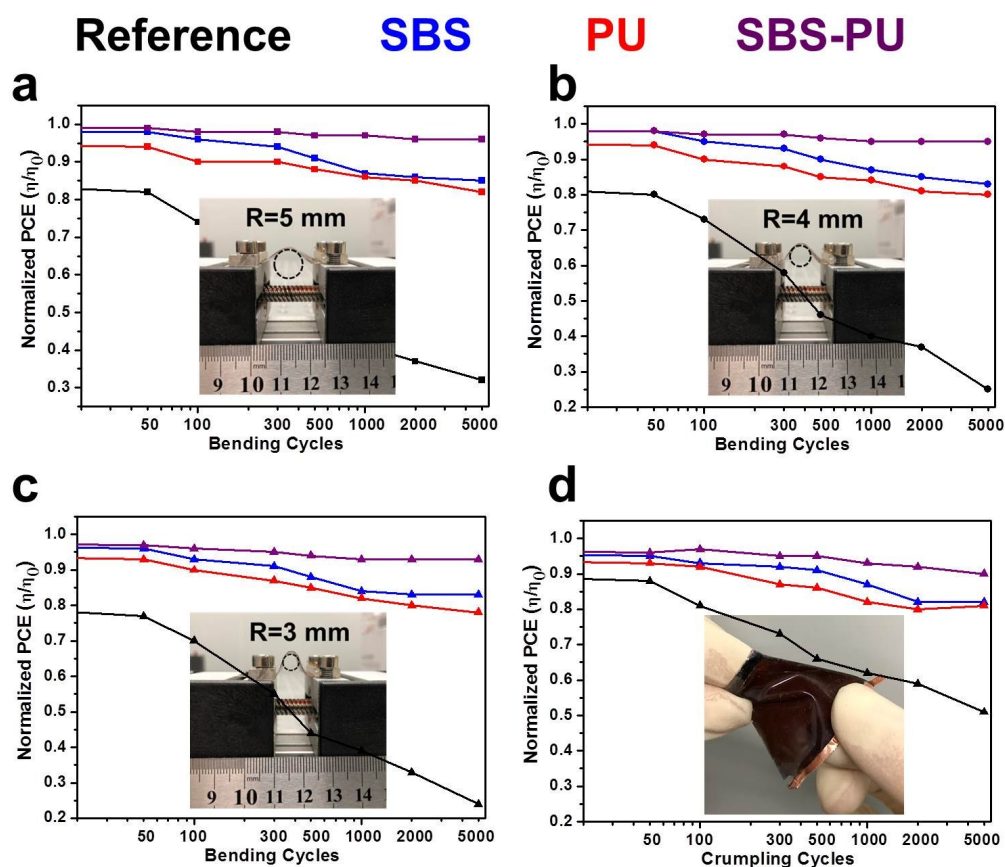 Reference SBS PU SBS-PU
a
Normalized PCE (η/η0)
1.0
0.9
0.8
0.7
0.6
0.5
0.4
0.3
R=5 mm
9 10 mm 11 12 13 14
50 100 300 500 1000 2000 5000
Bending Cycles
b
Normalized PCE (η/η0)
1.0
0.9
0.8
0.7
0.6
0.5
0.4
0.3
0.2
R=4 mm
9 10 mm 11 12 13 14
50 100 300 500 1000 2000 5000
Bending Cycles
c
Normalized PCE (η/η0)
1.0
0.9
0.8
0.7
0.6
0.5
0.4
0.3
0.2
R=3 mm
9 10 mm 11 12 13 14
50 100 300 500 1000 2000 5000
Bending Cycles
d
Normalized PCE (η/η0)
1.0
0.9
0.8
0.7
0.6
0.5
0.4
0.3
0.2
50 100 300 500 1000 2000 5000
Crumpling Cycles